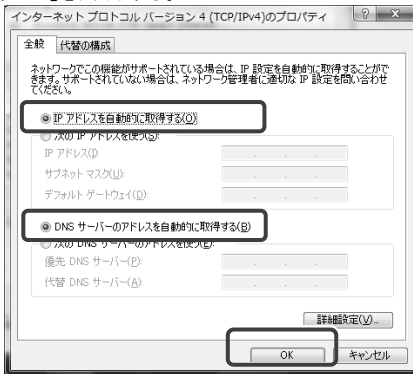 インターネット プロトコル バージョン 4 (TCP/IPv4)のプロパティ
全般 代替の構成
ネットワークでこの機能がサポートされている場合は、IP 設定を自動的に取得することがで
きます。サポートされていない場合は、ネットワーク管理者に適切な IP 設定を問い合わせ
てください。
IP アドレスを自動的に取得する(O)
次の IP アドレスを使う(S):
IP アドレス(I):
サブネット マスク(U):
デフォルト ゲートウェイ(D):
DNS サーバーのアドレスを自動的に取得する(B)
次の DNS サーバーのアドレスを使う(E):
優先 DNS サーバー(P):
代替 DNS サーバー(A):
詳細設定(V)...
OK キャンセル